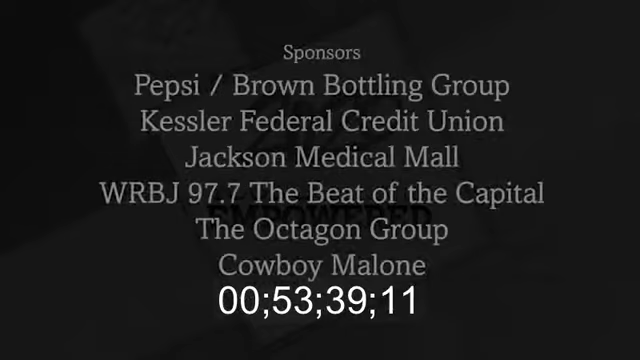 Sponsors
Pepsi / Brown Bottling Group
Kessler Federal Credit Union
Jackson Medical Mall
WRBJ 97.7 The Beat of the Capital
EMPOWERED
The Octagon Group
Cowboy Malone
00;53;39;11